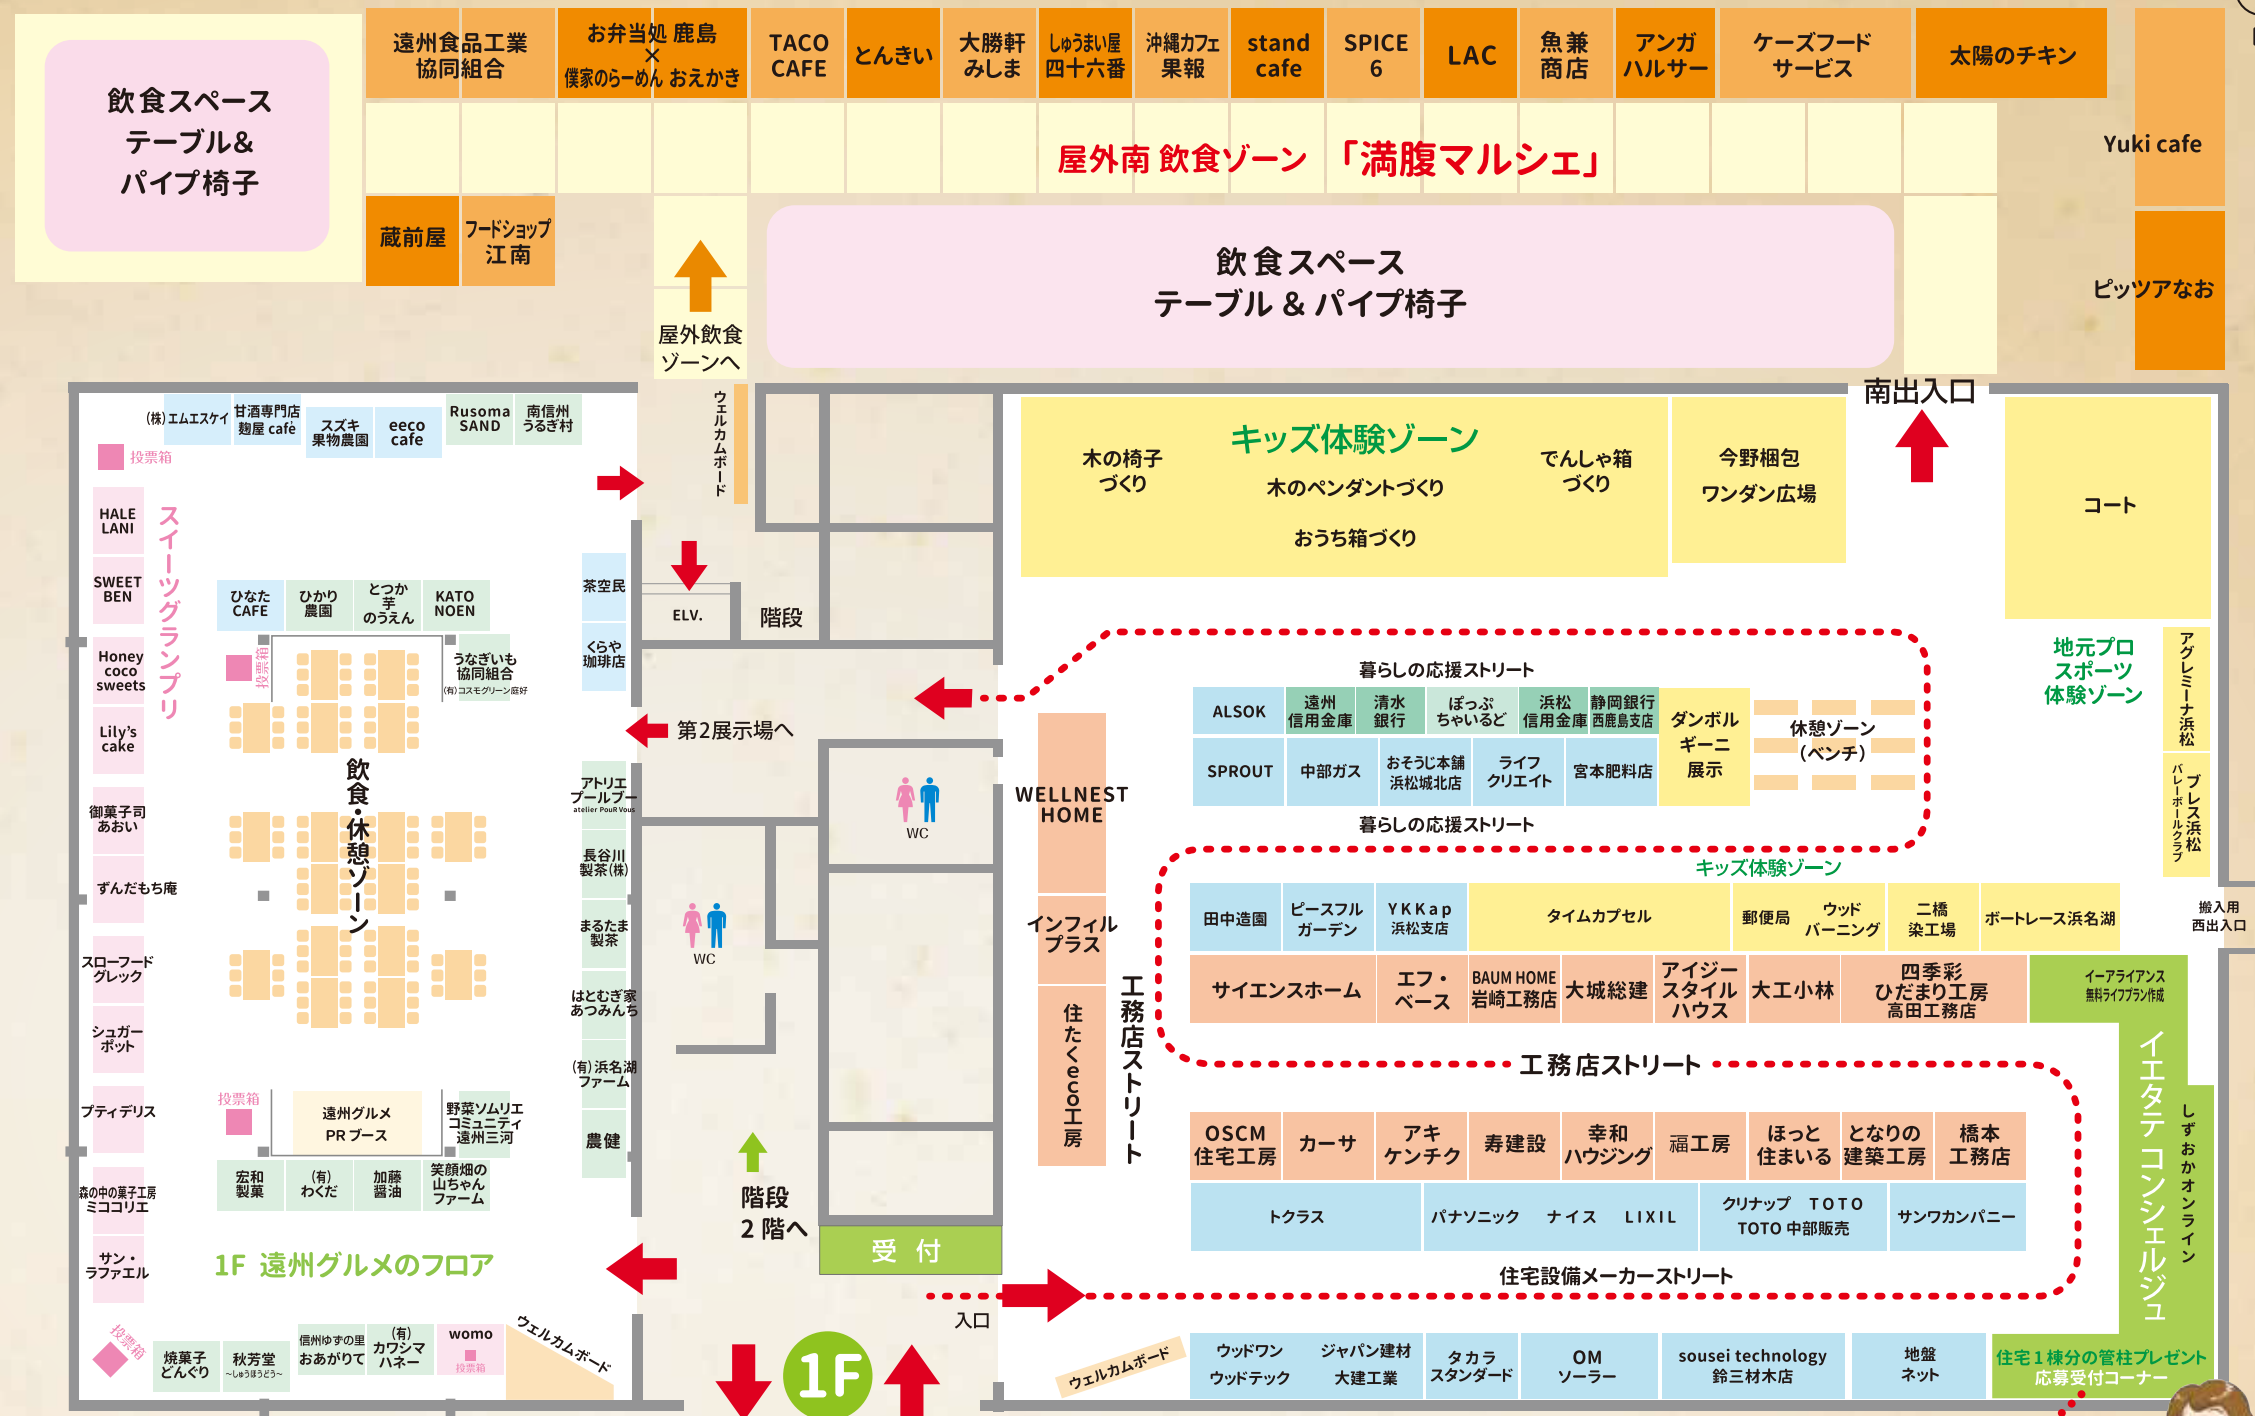 飲食スペース
テーブル&
パイプ椅子
遠州食品工業
協同組合
お弁当処 鹿島
×
僕家のらーめん おえかき
TACO
CAFE
とんきい
大勝軒
みしま
しゅうまい屋
四十六番
沖縄カフェ
果報
stand
cafe
SPICE
6
LAC
魚兼
商店
アンガ
ハルサー
ケーズフード
サービス
太陽のチキン
Yuki cafe
ピッツアなお
屋外南 飲食ゾーン 「満腹マルシェ」
蔵前屋
フードショップ
江南
屋外飲食
ゾーンへ
飲食スペース
テーブル & パイプ椅子
南出入口
(株)エムエスケイ
甘酒専門店
麹屋 café
スズキ
果物農園
eeco
cafe
Rusoma
SAND
南信州
うるぎ村
投票箱
ウェルカムボード
HALE
LANI
SWEET
BEN
Honey
coco
sweets
Lily's
cake
御菓子司
あおい
ずんだもち庵
スローフード
グレック
シュガー
ポット
プティデリス
森の中の菓子工房
ミココリエ
サン・
ラファエル
スイーツグランプリ
ひなた
CAFE
ひかり
農園
とつか
芋
のうえん
KATO
NOEN
投票箱
うなぎいも
協同組合
(有)コスモグリーン庭好
茶空民
くらや
珈琲店
ELV.
階段
第2展示場へ
飲食・休憩ゾーン
アトリエ
プールブー
atelier PouR Vous
長谷川
製茶(株)
まるたま
製茶
はとむぎ家
あつみんち
(有)浜名湖
ファーム
農健
WC
WC
投票箱
遠州グルメ
PRブース
野菜ソムリエ
コミュニティ
遠州三河
宏和
製菓
(有)
わくだ
加藤
醤油
笑顔畑の
山ちゃん
ファーム
1F 遠州グルメのフロア
投票箱
焼菓子
どんぐり
秋芳堂
〜しゅうほうどう〜
信州ゆずの里
おあがりて
(有)
カワシマ
ハネー
womo
投票箱
ウェルカムボード
階段
2階へ
受付
入口
1F
キッズ体験ゾーン
木の椅子
づくり
木のペンダントづくり
おうち箱づくり
でんしゃ箱
づくり
今野梱包
ワンダン広場
コート
地元プロ
スポーツ
体験ゾーン
アグレミーナ浜松
ブレス浜松
バレーボールクラブ
搬入用
西出入口
暮らしの応援ストリート
ALSOK
遠州
信用金庫
清水
銀行
ぽっぷ
ちゃいるど
浜松
信用金庫
静岡銀行
西鹿島支店
ダンボル
ギーニ
展示
休憩ゾーン
(ベンチ)
SPROUT
中部ガス
おそうじ本舗
浜松城北店
ライフ
クリエイト
宮本肥料店
暮らしの応援ストリート
WELLNEST
HOME
インフィル
プラス
住たくeco工房
工務店ストリート
キッズ体験ゾーン
田中造園
ピースフル
ガーデン
YKKap
浜松支店
タイムカプセル
郵便局
ウッド
バーニング
二橋
染工場
ボートレース浜名湖
サイエンスホーム
エフ・
ベース
BAUM HOME
岩崎工務店
大城総建
アイジー
スタイル
ハウス
大工小林
四季彩
ひだまり工房
高田工務店
イーアライアンス
無料ライフプラン作成
工務店ストリート
OSCM
住宅工房
カーサ
アキ
ケンチク
寿建設
幸和
ハウジング
福工房
ほっと
住まいる
となりの
建築工房
橋本
工務店
トクラス
パナソニック ナイス LIXIL
クリナップ TOTO
TOTO 中部販売
サンワカンパニー
住宅設備メーカーストリート
イエタテ コンシェルジュ
しずおかオンライン
ウェルカムボード
ウッドワン
ウッドテック
ジャパン建材
大建工業
タカラ
スタンダード
OM
ソーラー
sousei technology
鈴三材木店
地盤
ネット
住宅1棟分の管柱プレゼント
応募受付コーナー